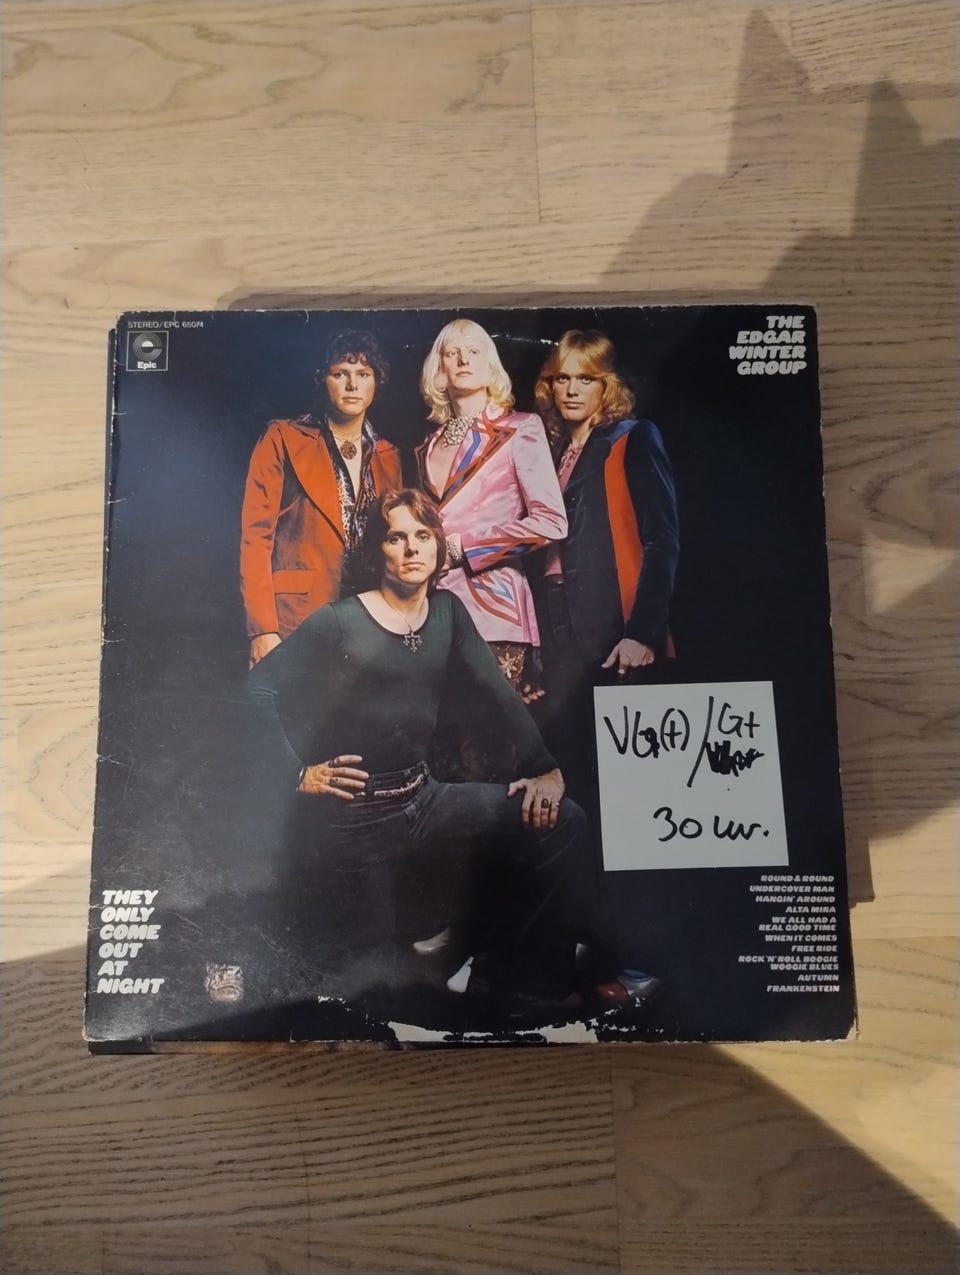 STEREO/EPC 65074
Epic
THE
EDGAR
WINTER
GROUP
VG(+)/G+
30 kr.
THEY
ONLY
COME
OUT
AT
NIGHT
ROUND & ROUND
UNDERCOVER MAN
HANGIN' AROUND
ALTA MIRA
WE ALL HAD A
REAL GOOD TIME
WHEN IT COMES
FREE RIDE
ROCK 'N' ROLL BOOGIE
WOOGIE BLUES
AUTUMN
FRANKENSTEIN